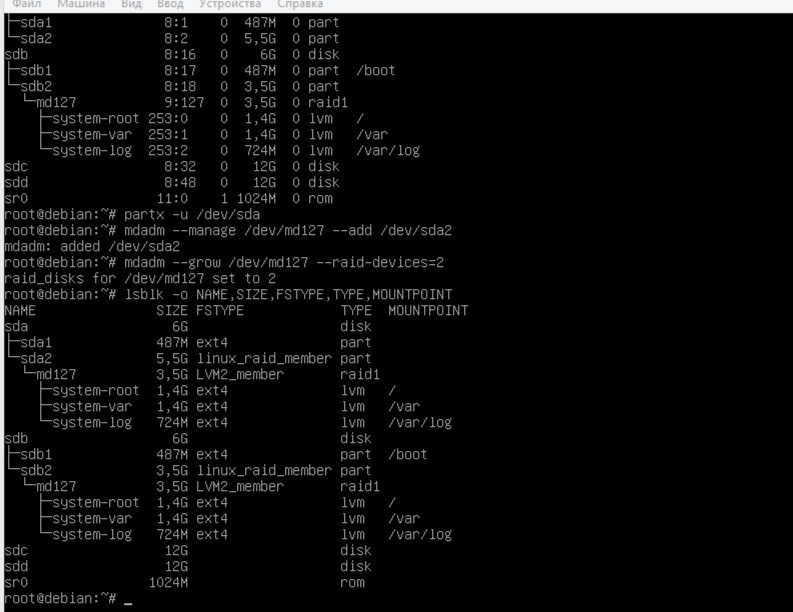 Файл Машина Вид Ввод Устройства Справка
├─sda1 8:1 0 487M 0 part
└─sda2 8:2 0 5,5G 0 part
sdb 8:16 0 6G 0 disk
├─sdb1 8:17 0 487M 0 part /boot
└─sdb2 8:18 0 3,5G 0 part
└─md127 9:127 0 3,5G 0 raid1
├─system-root 253:0 0 1,4G 0 lvm /
├─system-var 253:1 0 1,4G 0 lvm /var
└─system-log 253:2 0 724M 0 lvm /var/log
sdc 8:32 0 12G 0 disk
sdd 8:48 0 12G 0 disk
sr0 11:0 1 1024M 0 rom
root@debian:~# partx -u /dev/sda
root@debian:~# mdadm --manage /dev/md127 --add /dev/sda2
mdadm: added /dev/sda2
root@debian:~# mdadm --grow /dev/md127 --raid-devices=2
raid_disks for /dev/md127 set to 2
root@debian:~# lsblk -o NAME,SIZE,FSTYPE,TYPE,MOUNTPOINT
NAME SIZE FSTYPE TYPE MOUNTPOINT
sda 6G disk
├─sda1 487M ext4 part
└─sda2 5,5G linux_raid_member part
└─md127 3,5G LVM2_member raid1
├─system-root 1,4G ext4 lvm /
├─system-var 1,4G ext4 lvm /var
└─system-log 724M ext4 lvm /var/log
sdb 6G disk
├─sdb1 487M ext4 part /boot
└─sdb2 3,5G linux_raid_member part
└─md127 3,5G LVM2_member raid1
├─system-root 1,4G ext4 lvm /
├─system-var 1,4G ext4 lvm /var
└─system-log 724M ext4 lvm /var/log
sdc 12G disk
sdd 12G disk
sr0 1024M rom
root@debian:~# _